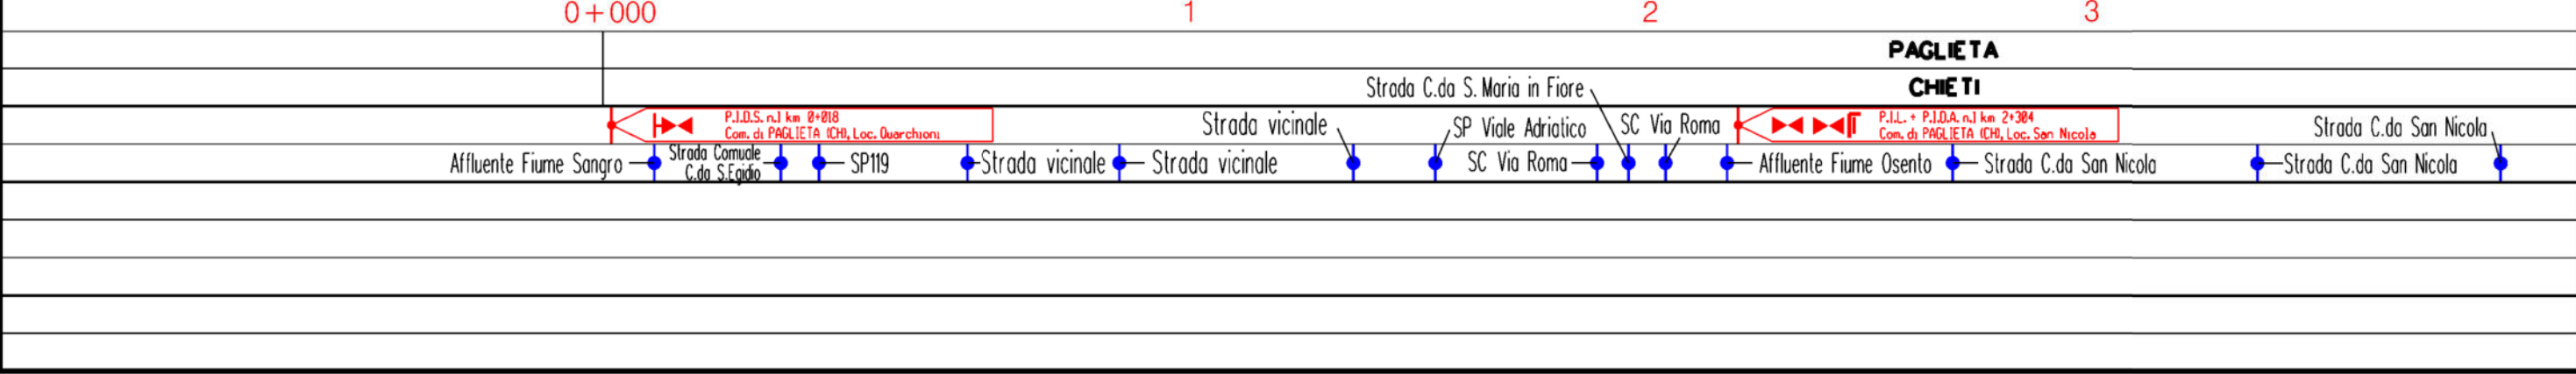 0+000 1 2 3
PAGLIETA
CHIETI
Strada C.da S. Maria in Fiore
P.I.D.S. n.1 km 0+018
Com. di PAGLIETA (CH), Loc. Quarchioni
Strada vicinale
SP Viale Adriatico
SC Via Roma
P.I.L. + P.I.D.A. n.1 km 2+304
Com. di PAGLIETA (CH), Loc. San Nicola
Strada C.da San Nicola
Affluente Fiume Sangro
Strada Comuale
C.da S.Egidio
SP119
Strada vicinale
Strada vicinale
SC Via Roma
Affluente Fiume Osento
Strada C.da San Nicola
Strada C.da San Nicola